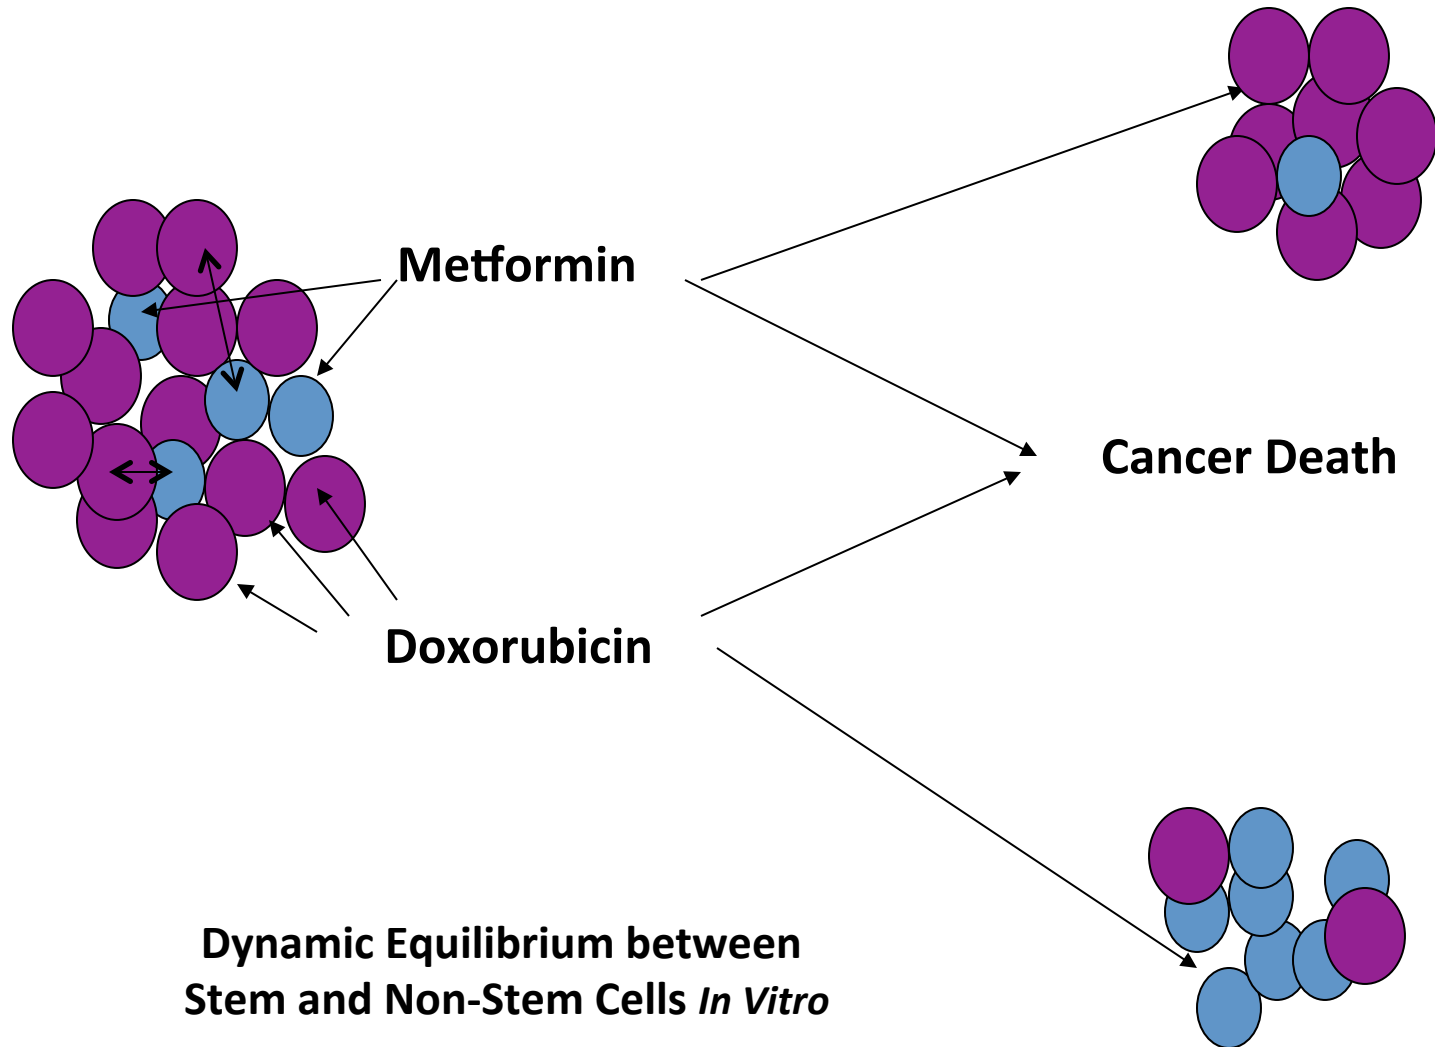 Metformin
Cancer Death
Doxorubicin
Dynamic Equilibrium between
Stem and Non-Stem Cells In Vitro